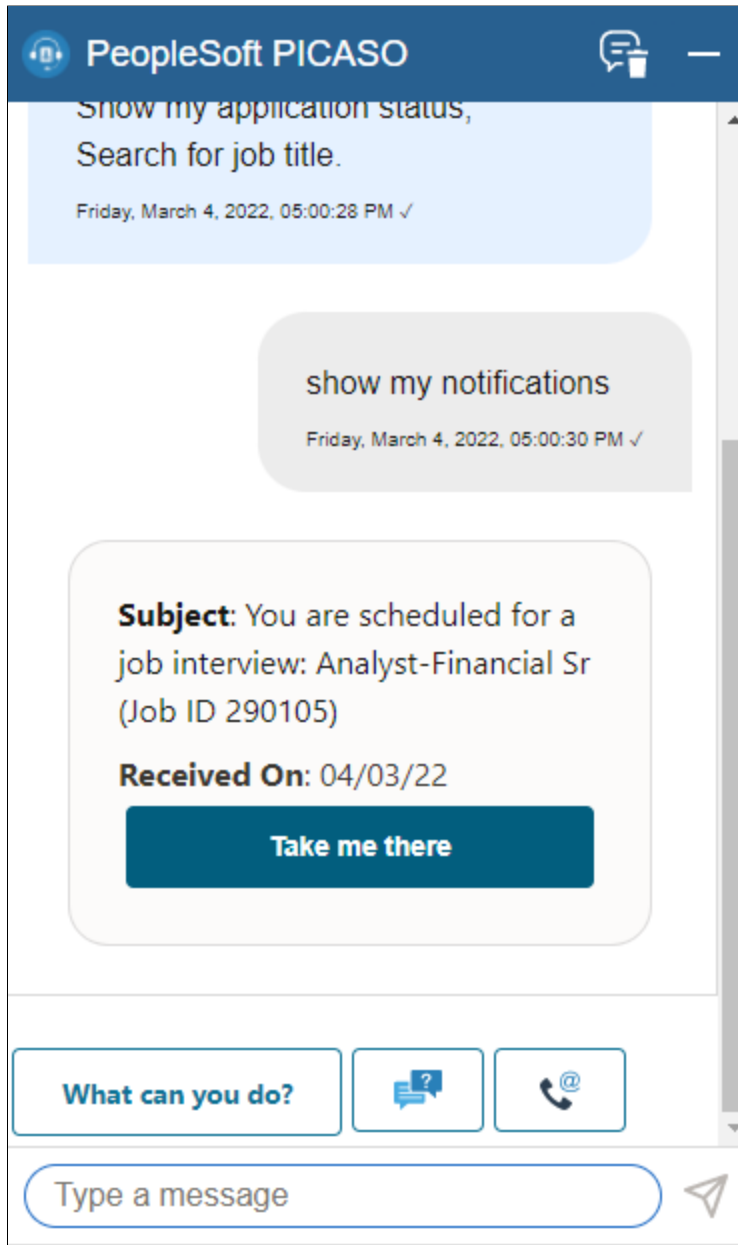 PeopleSoft PICASO
Show my application status,
Search for job title.
Friday, March 4, 2022, 05:00:28 PM ✓
show my notifications
Friday, March 4, 2022, 05:00:30 PM ✓
Subject: You are scheduled for a
job interview: Analyst-Financial Sr
(Job ID 290105)
Received On: 04/03/22
Take me there
What can you do?
?
@
Type a message